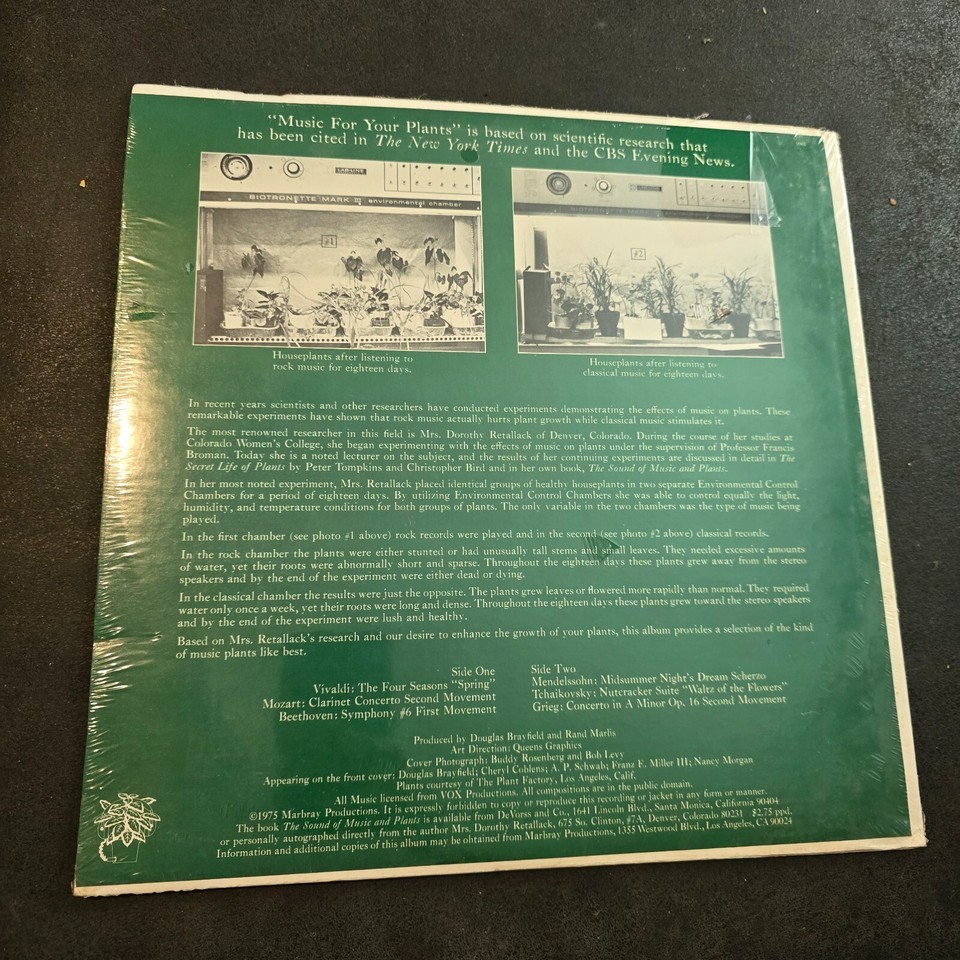 "Music For Your Plants" is based on scientific research that
has been cited in The New York Times and the CBS Evening News.
BIOTRONETTE MARK III environmental chamber
#1
#2
Houseplants after listening to
rock music for eighteen days.
Houseplants after listening to
classical music for eighteen days.
In recent years scientists and other researchers have conducted experiments demonstrating the effects of music on plants. These
remarkable experiments have shown that rock music actually hurts plant growth while classical music stimulates it.
The most renowned researcher in this field is Mrs. Dorothy Retallack of Denver, Colorado. During the course of her studies at
Colorado Women's College, she began experimenting with the effects of music on plants under the supervision of Professor Francis
Broman. Today she is a noted lecturer on the subject, and the results of her continuing experiments are discussed in detail in The
Secret Life of Plants by Peter Tompkins and Christopher Bird and in her own book, The Sound of Music and Plants.
In her most noted experiment, Mrs. Retallack placed identical groups of healthy houseplants in two separate Environmental Control
Chambers for a period of eighteen days. By utilizing Environmental Control Chambers she was able to control equally the light,
humidity, and temperature conditions for both groups of plants. The only variable in the two chambers was the type of music being
played.
In the first chamber (see photo #1 above) rock records were played and in the second (see photo #2 above) classical records.
In the rock chamber the plants were either stunted or had unusually tall stems and small leaves. They needed excessive amounts
of water, yet their roots were abnormally short and sparse. Throughout the eighteen days these plants grew away from the stereo
speakers and by the end of the experiment were either dead or dying.
In the classical chamber the results were just the opposite. The plants grew leaves or flowered more rapidly than normal. They required
water only once a week, yet their roots were long and dense. Throughout the eighteen days these plants grew toward the stereo speakers
and by the end of the experiment were lush and healthy.
Based on Mrs. Retallack's research and our desire to enhance the growth of your plants, this album provides a selection of the kind
of music plants like best.
Side One
Vivaldi: The Four Seasons "Spring"
Mozart: Clarinet Concerto Second Movement
Beethoven: Symphony #6 First Movement
Side Two
Mendelssohn: Midsummer Night's Dream Scherzo
Tchaikovsky: Nutcracker Suite "Waltz of the Flowers"
Grieg: Concerto in A Minor Op. 16 Second Movement
Produced by Douglas Brayfield and Rand Marlis
Art Direction: Queens Graphics
Cover Photograph: Buddy Rosenberg and Bob Levy
Appearing on the front cover: Douglas Brayfield; Cheryl Coblens; A. P. Schwab; Franz E. Miller III; Nancy Morgan
Plants courtesy of The Plant Factory, Los Angeles, Calif.
All Music licensed from VOX Productions. All compositions are in the public domain.
©1975 Marbray Productions. It is expressly forbidden to copy or reproduce this recording or jacket in any form or manner.
The book The Sound of Music and Plants is available from DeVorss and Co., 1641 Lincoln Blvd., Santa Monica, California 90404
or personally autographed directly from the author Mrs. Dorothy Retallack, 675 So. Clinton, #7A, Denver, Colorado 80231 $2.75 ppd.
Information and additional copies of this album may be obtained from Marbray Productions, 1355 Westwood Blvd., Los Angeles, CA 90024